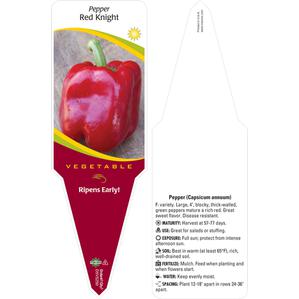 Pepper
Red Knight
VEGETABLE
Ripens Early!
Pepper (Capsicum annuum)
F₁ variety. Large, 4", blocky, thick-walled,
green peppers mature a rich red. Great
sweet flavor. Disease resistant.
MATURITY: Harvest at 57-77 days.
USE: Great for salads or stuffing.
EXPOSURE: Full sun; protect from intense
afternoon sun.
SOIL: Best in warm (at least 65°F), rich,
well-drained soil.
FERTILIZE: Mulch. Feed when planting and
when flowers start.
WATER: Keep evenly moist.
SPACING: Plant 12-18" apart in rows 24-36"
apart.